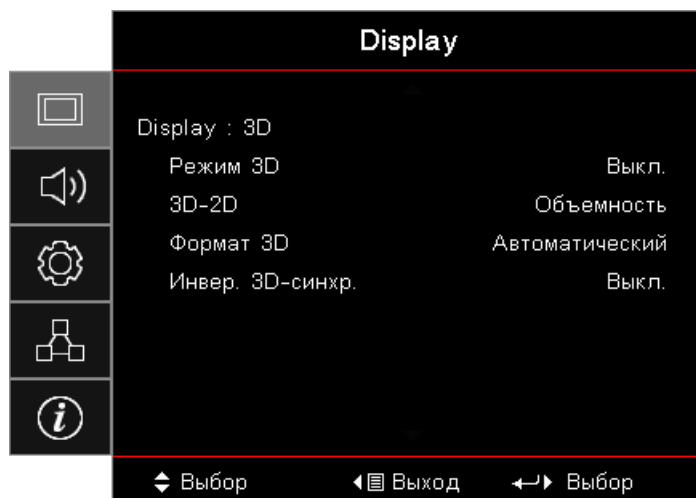 Display
Display : 3D
Режим 3D Выкл.
3D-2D Объемность
Формат 3D Автоматический
Инвер. 3D-синхр. Выкл.
Выбор Выход Выбор